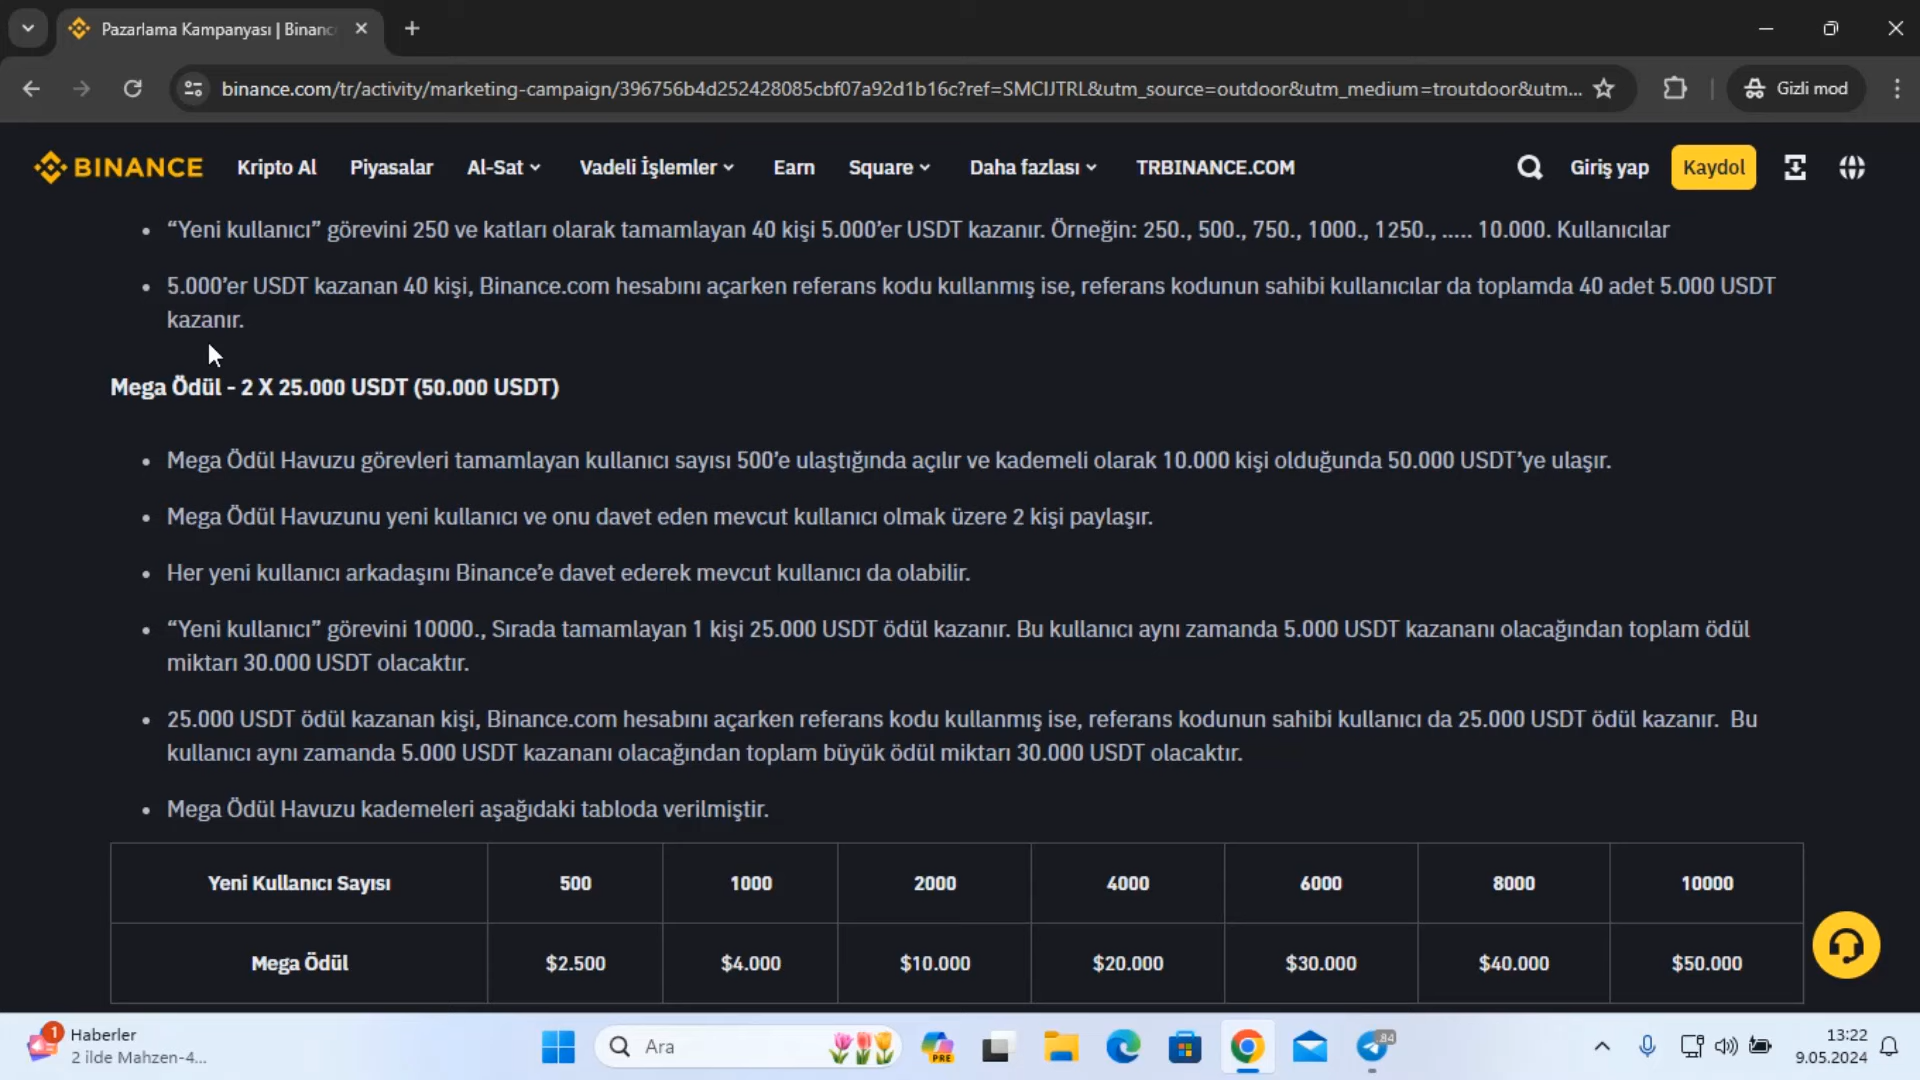 Pazarlama Kampanyası | Binanc
binance.com/tr/activity/marketing-campaign/396756b4d252428085cbf07a92d1b16c?ref=SMCIJTRL&utm_source=outdoor&utm_medium=troutdoor&utm...
Gizli mod
BINANCE Kripto Al Piyasalar Al-Sat Vadeli İşlemler Earn Square Daha fazlası TRBINANCE.COM Giriş yap Kaydol
• “Yeni kullanıcı” görevini 250 ve katları olarak tamamlayan 40 kişi 5.000’er USDT kazanır. Örneğin: 250., 500., 750., 1000., 1250., ..... 10.000. Kullanıcılar
• 5.000’er USDT kazanan 40 kişi, Binance.com hesabını açarken referans kodu kullanmış ise, referans kodunun sahibi kullanıcılar da toplamda 40 adet 5.000 USDT
kazanır.
Mega Ödül - 2 X 25.000 USDT (50.000 USDT)
• Mega Ödül Havuzu görevleri tamamlayan kullanıcı sayısı 500’e ulaştığında açılır ve kademeli olarak 10.000 kişi olduğunda 50.000 USDT’ye ulaşır.
• Mega Ödül Havuzunu yeni kullanıcı ve onu davet eden mevcut kullanıcı olmak üzere 2 kişi paylaşır.
• Her yeni kullanıcı arkadaşını Binance’e davet ederek mevcut kullanıcı da olabilir.
• “Yeni kullanıcı” görevini 10000., Sırada tamamlayan 1 kişi 25.000 USDT ödül kazanır. Bu kullanıcı aynı zamanda 5.000 USDT kazananı olacağından toplam ödül
miktarı 30.000 USDT olacaktır.
• 25.000 USDT ödül kazanan kişi, Binance.com hesabını açarken referans kodu kullanmış ise, referans kodunun sahibi kullanıcı da 25.000 USDT ödül kazanır. Bu
kullanıcı aynı zamanda 5.000 USDT kazananı olacağından toplam büyük ödül miktarı 30.000 USDT olacaktır.
• Mega Ödül Havuzu kademeleri aşağıdaki tabloda verilmiştir.
Yeni Kullanıcı Sayısı 500 1000 2000 4000 6000 8000 10000
Mega Ödül $2.500 $4.000 $10.000 $20.000 $30.000 $40.000 $50.000
1
Haberler
2 ilde Mahzen-4...
Ara
PRE
84
13:22
9.05.2024